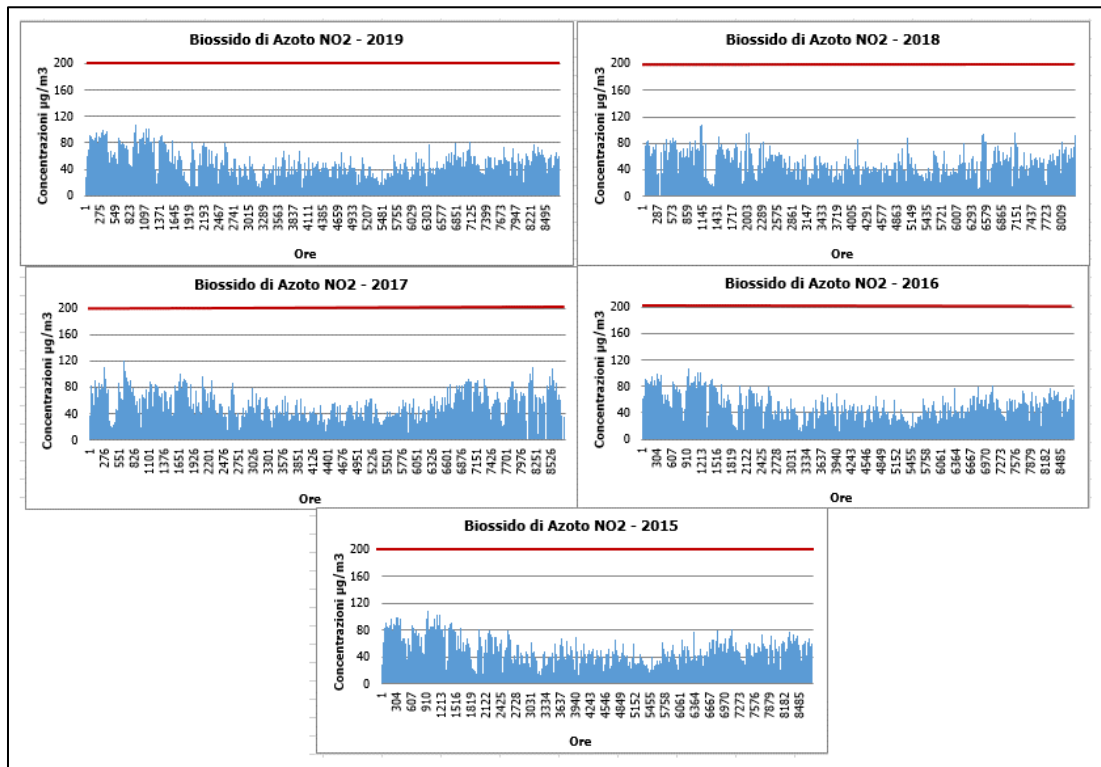 Biossido di Azoto NO2 - 2019
Concentrazioni µg/m3
200
160
120
80
40
0
1 275 549 823 1097 1371 1645 1919 2193 2467 2741 3015 3289 3563 3837 4111 4385 4659 4933 5207 5481 5755 6029 6303 6577 6851 7125 7399 7673 7947 8221 8495
Ore
Biossido di Azoto NO2 - 2018
Concentrazioni µg/m3
200
160
120
80
40
0
1 287 573 859 1145 1431 1717 2003 2289 2575 2861 3147 3433 3719 4005 4291 4577 4863 5149 5435 5721 6007 6293 6579 6865 7151 7437 7723 8009
Ore
Biossido di Azoto NO2 - 2017
Concentrazioni µg/m3
200
160
120
80
40
0
1 276 551 826 1101 1376 1651 1926 2201 2476 2751 3026 3301 3576 3851 4126 4401 4676 4951 5226 5501 5776 6051 6326 6601 6876 7151 7426 7701 7976 8251 8526
Ore
Biossido di Azoto NO2 - 2016
Concentrazioni µg/m3
200
160
120
80
40
0
1 304 607 910 1213 1516 1819 2122 2425 2728 3031 3334 3637 3940 4243 4546 4849 5152 5455 5758 6061 6364 6667 6970 7273 7576 7879 8182 8485
Ore
Biossido di Azoto NO2 - 2015
Concentrazioni µg/m3
200
160
120
80
40
0
1 304 607 910 1213 1516 1819 2122 2425 2728 3031 3334 3637 3940 4243 4546 4849 5152 5455 5758 6061 6364 6667 6970 7273 7576 7879 8182 8485
Ore